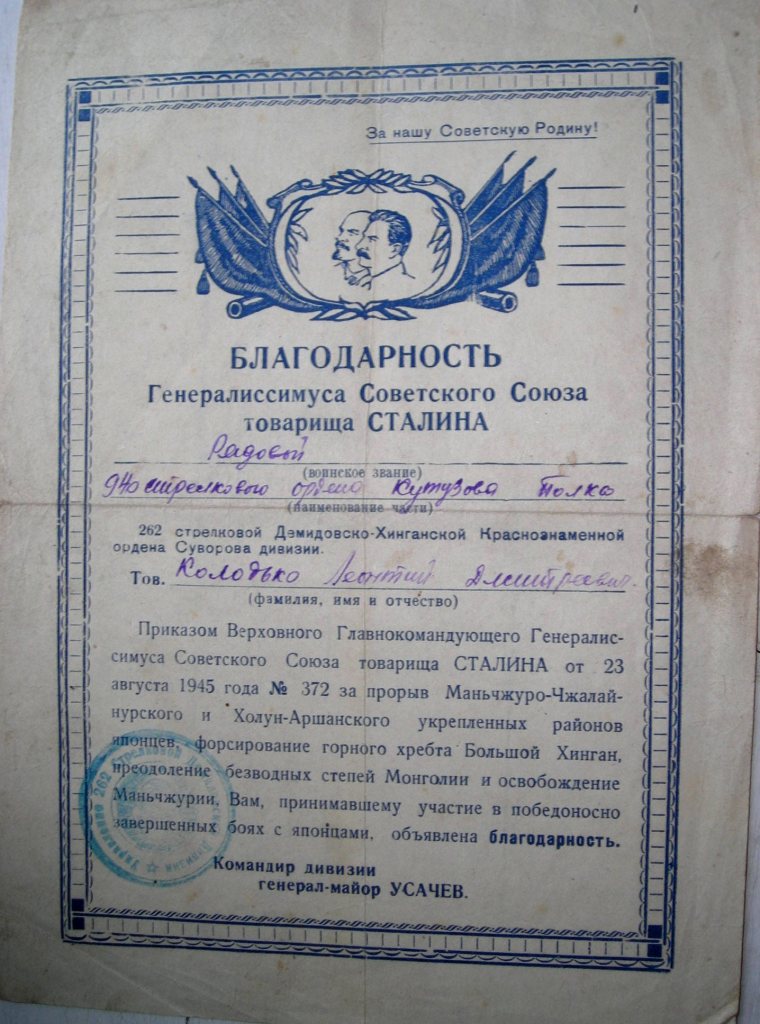 За нашу Советскую Родину!
БЛАГОДАРНОСТЬ
Генералиссимуса Советского Союза
товарища СТАЛИНА
Рядовой
(воинское звание)
940 стрелкового ордена Кутузова Полка
(наименование части)
262 стрелковой Демидовско-Хинганской Краснознаменной
ордена Суворова дивизии.
Тов. Колодько Леонтий Дмитриевич.
(фамилия, имя и отчество)
Приказом Верховного Главнокомандующего Генералис-
симуса Советского Союза товарища СТАЛИНА от 23
августа 1945 года № 372 за прорыв Маньчжуро-Чжалай-
нурского и Холун-Аршанского укрепленных районов
японцев, форсирование горного хребта Большой Хинган,
преодоление безводных степей Монголии и освобождение
Маньчжурии, Вам, принимавшему участие в победоносно
завершенных боях с японцами, объявлена благодарность.
Командир дивизии
генерал-майор УСАЧЕВ.
Управление 262 стрелковой